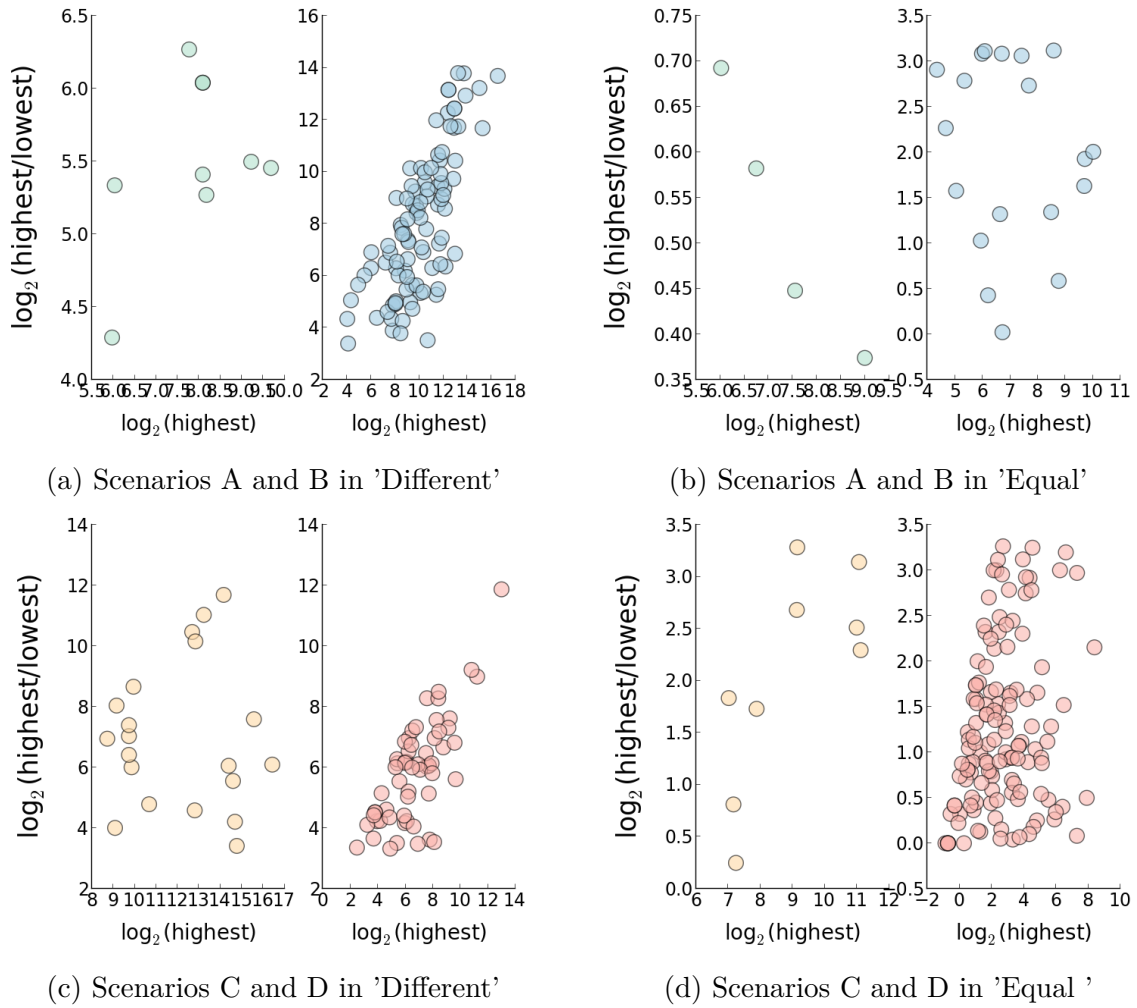 log₂(highest/lowest)
6.5
6.0
5.5
5.0
4.5
4.0
5.5 6.0 6.5 7.0 7.5 8.0 8.5 9.0 9.5 10.0
log₂(highest)
16
14
12
10
8
6
4
2
2 4 6 8 10 12 14 16 18
log₂(highest)
(a) Scenarios A and B in 'Different'
log₂(highest/lowest)
0.75
0.70
0.65
0.60
0.55
0.50
0.45
0.40
0.35
5.5 6.0 6.5 7.0 7.5 8.0 8.5 9.0 9.5
log₂(highest)
3.5
3.0
2.5
2.0
1.5
1.0
0.5
0.0
−0.5
4 5 6 7 8 9 10 11
log₂(highest)
(b) Scenarios A and B in 'Equal'
log₂(highest/lowest)
14
12
10
8
6
4
2
8 9 10 11 12 13 14 15 16 17
log₂(highest)
14
12
10
8
6
4
2
0 2 4 6 8 10 12 14
log₂(highest)
(c) Scenarios C and D in 'Different'
log₂(highest/lowest)
3.5
3.0
2.5
2.0
1.5
1.0
0.5
0.0
6 7 8 9 10 11 12
log₂(highest)
3.5
3.0
2.5
2.0
1.5
1.0
0.5
0.0
−0.5
−2 0 2 4 6 8 10
log₂(highest)
(d) Scenarios C and D in 'Equal '